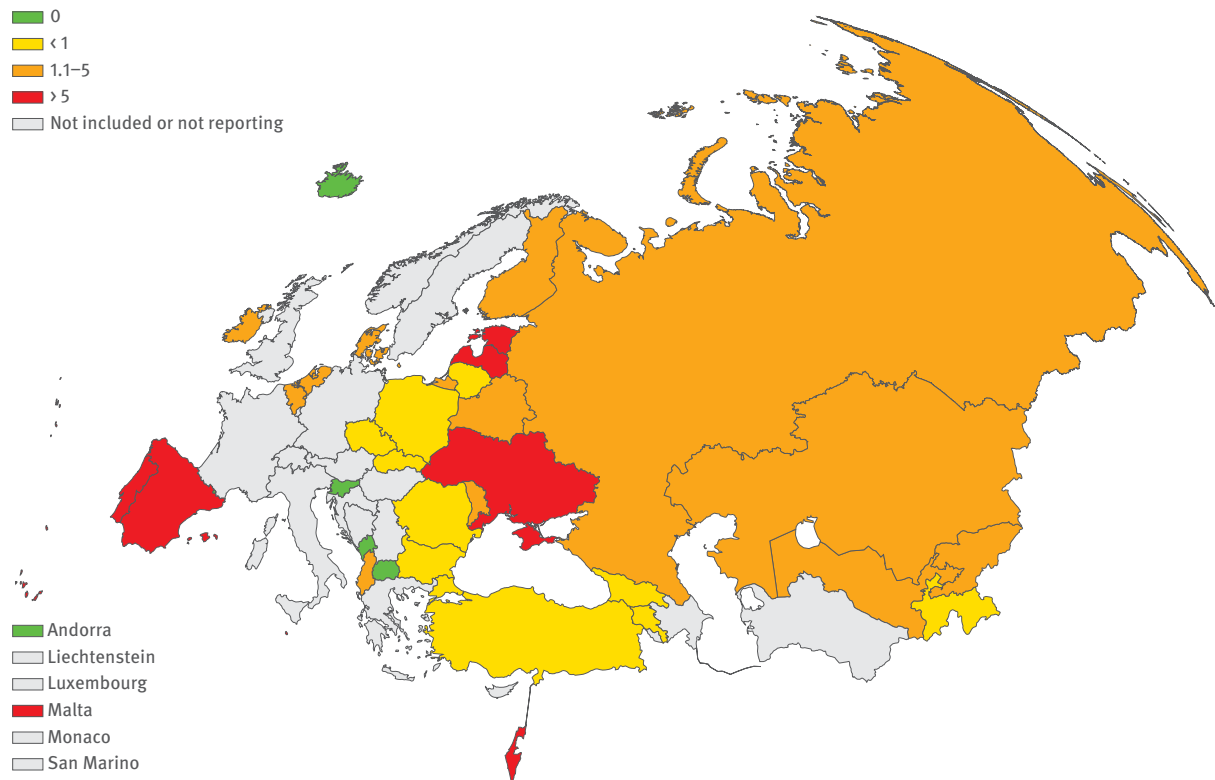 0
< 1
1.1–5
> 5
Not included or not reporting
Andorra
Liechtenstein
Luxembourg
Malta
Monaco
San Marino